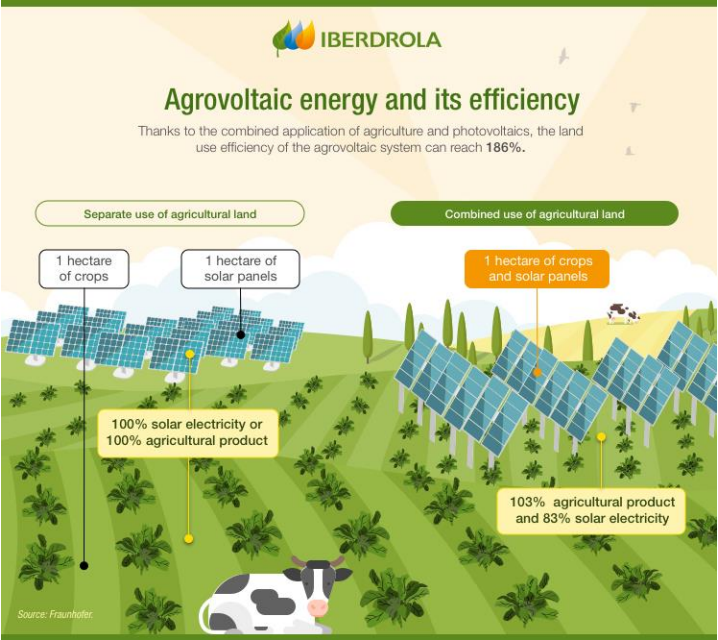 IBERDROLA
Agrovoltaic energy and its efficiency
Thanks to the combined application of agriculture and photovoltaics, the land
use efficiency of the agrovoltaic system can reach 186%.
Separate use of agricultural land
Combined use of agricultural land
1 hectare
of crops
1 hectare of
solar panels
1 hectare of crops
and solar panels
100% solar electricity or
100% agricultural product
103% agricultural product
and 83% solar electricity
Source: Fraunhofer.